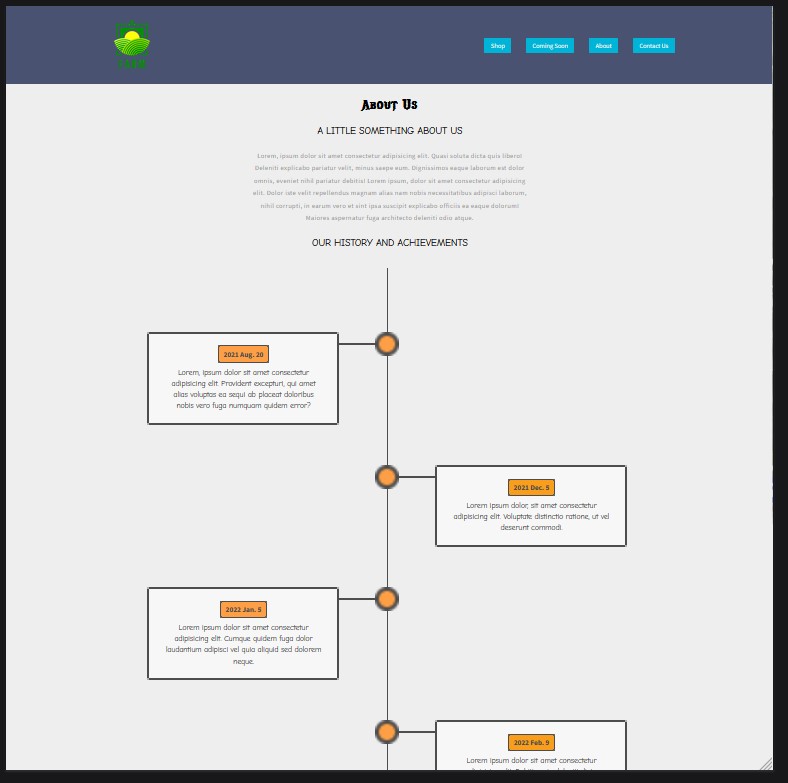 Shop
Coming Soon
About
Contact Us
About Us
A LITTLE SOMETHING ABOUT US
Lorem, ipsum dolor sit amet consectetur adipisicing elit. Quasi soluta dicta quis libero!
Deleniti explicabo pariatur velit, minus saepe eum. Dignissimos eaque laborum est dolor
omnis, eveniet nihil pariatur debitis! Lorem ipsum, dolor sit amet consectetur adipisicing
elit. Dolor iste velit repellendus magnam alias nam nobis necessitatibus adipisci laborum,
nihil corrupti, in earum vero et sint ipsa suscipit explicabo officiis ea eaque dolorum!
Maiores aspernatur fuga architecto deleniti odio atque.
OUR HISTORY AND ACHIEVEMENTS
2021 Aug. 20
Lorem, ipsum dolor sit amet consectetur
adipisicing elit. Provident excepturi, qui amet
alias voluptas ea sequi ab placeat doloribus
nobis vero fuga numquam quidem error?
2021 Dec. 5
Lorem ipsum dolor, sit amet consectetur
adipisicing elit. Voluptate distinctio ratione, ut vel
deserunt commodi.
2022 Jan. 5
Lorem ipsum dolor sit amet consectetur
adipisicing elit. Cumque quidem fuga dolor
laudantium adipisci vel quia aliquid sed dolorem
neque.
2022 Feb. 9
Lorem ipsum dolor sit amet consectetur